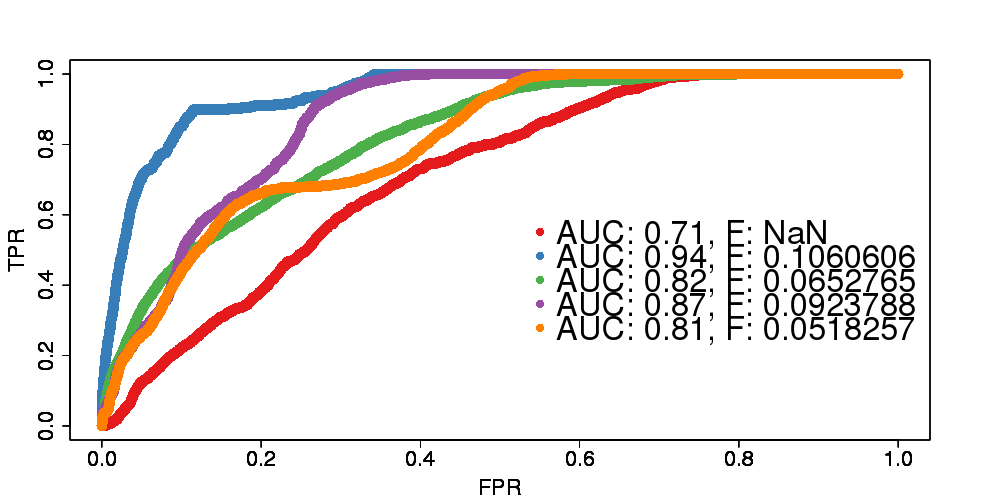 1.0
0.8
0.6
0.4
0.2
0.0
TPR
AUC: 0.71, F: NaN
AUC: 0.94, F: 0.1060606
AUC: 0.82, F: 0.0652765
AUC: 0.87, F: 0.0923788
AUC: 0.81, F: 0.0518257
0.0 0.2 0.4 0.6 0.8 1.0
FPR